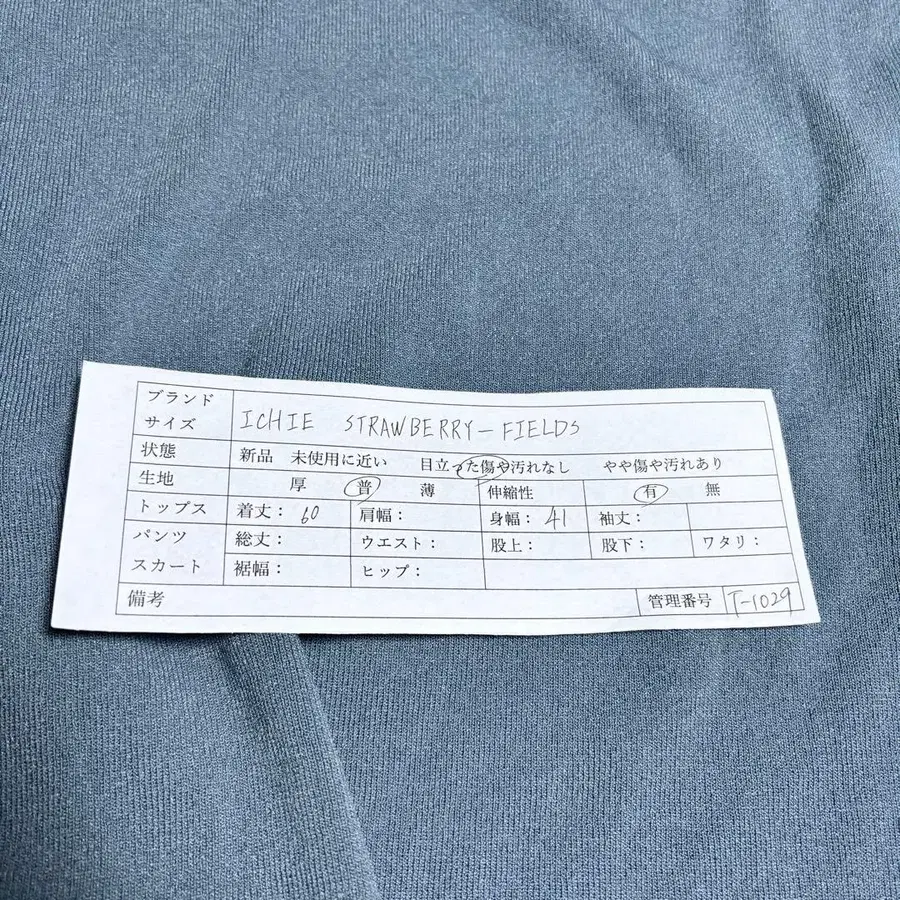 ブランド
サイズ
ICHIE STRAWBERRY-FIELDS
状態 新品 未使用に近い 目立った傷や汚れなし やや傷や汚れあり
生地 厚 普 薄 伸縮性 有 無
トップス 着丈: 60 肩幅: 身幅: 41 袖丈:
パンツ 総丈: ウエスト: 股上: 股下: ワタリ:
スカート 裾幅: ヒップ:
備考 管理番号 T-1029